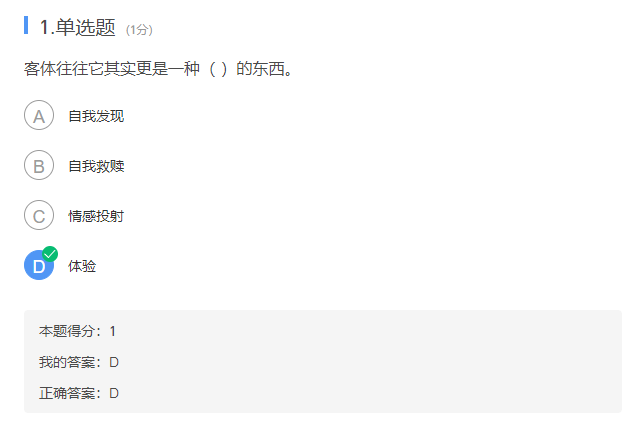 1.单选题 (1分)
客体往往它其实更是一种（ ）的东西。
A 自我发现
B 自我救赎
C 情感投射
D 体验
本题得分：1
我的答案：D
正确答案：D